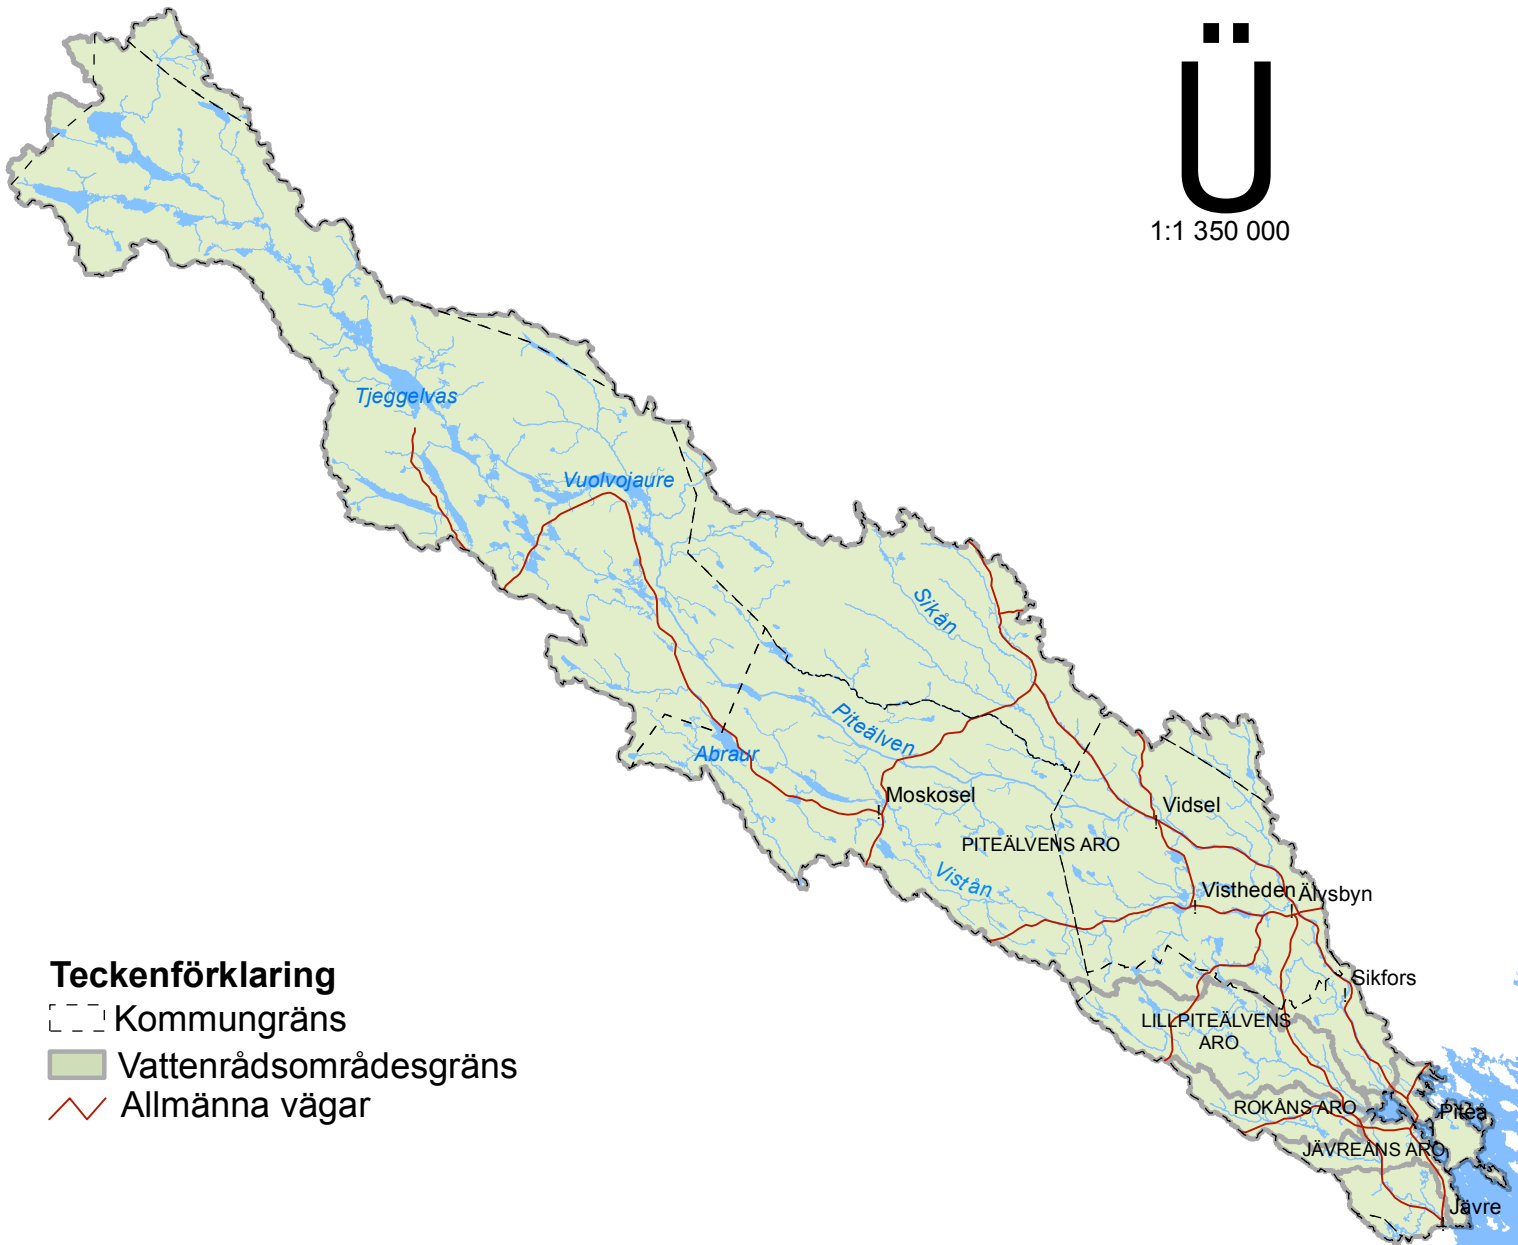 Ü
1:1 350 000
Tjeggelvas
Vuolvojaure
Sikån
Piteälven
Abraur
Moskosel
Vidsel
PITEÄLVENS ARO
Vistån
Vistheden
Älvsbyn
Sikfors
LILLPITEÄLVENS
ARO
ROKÅNS ARO
Piteå
JÄVREÅNS ARO
Jävre
Teckenförklaring
Kommungräns
Vattenrådsområdesgräns
Allmänna vägar